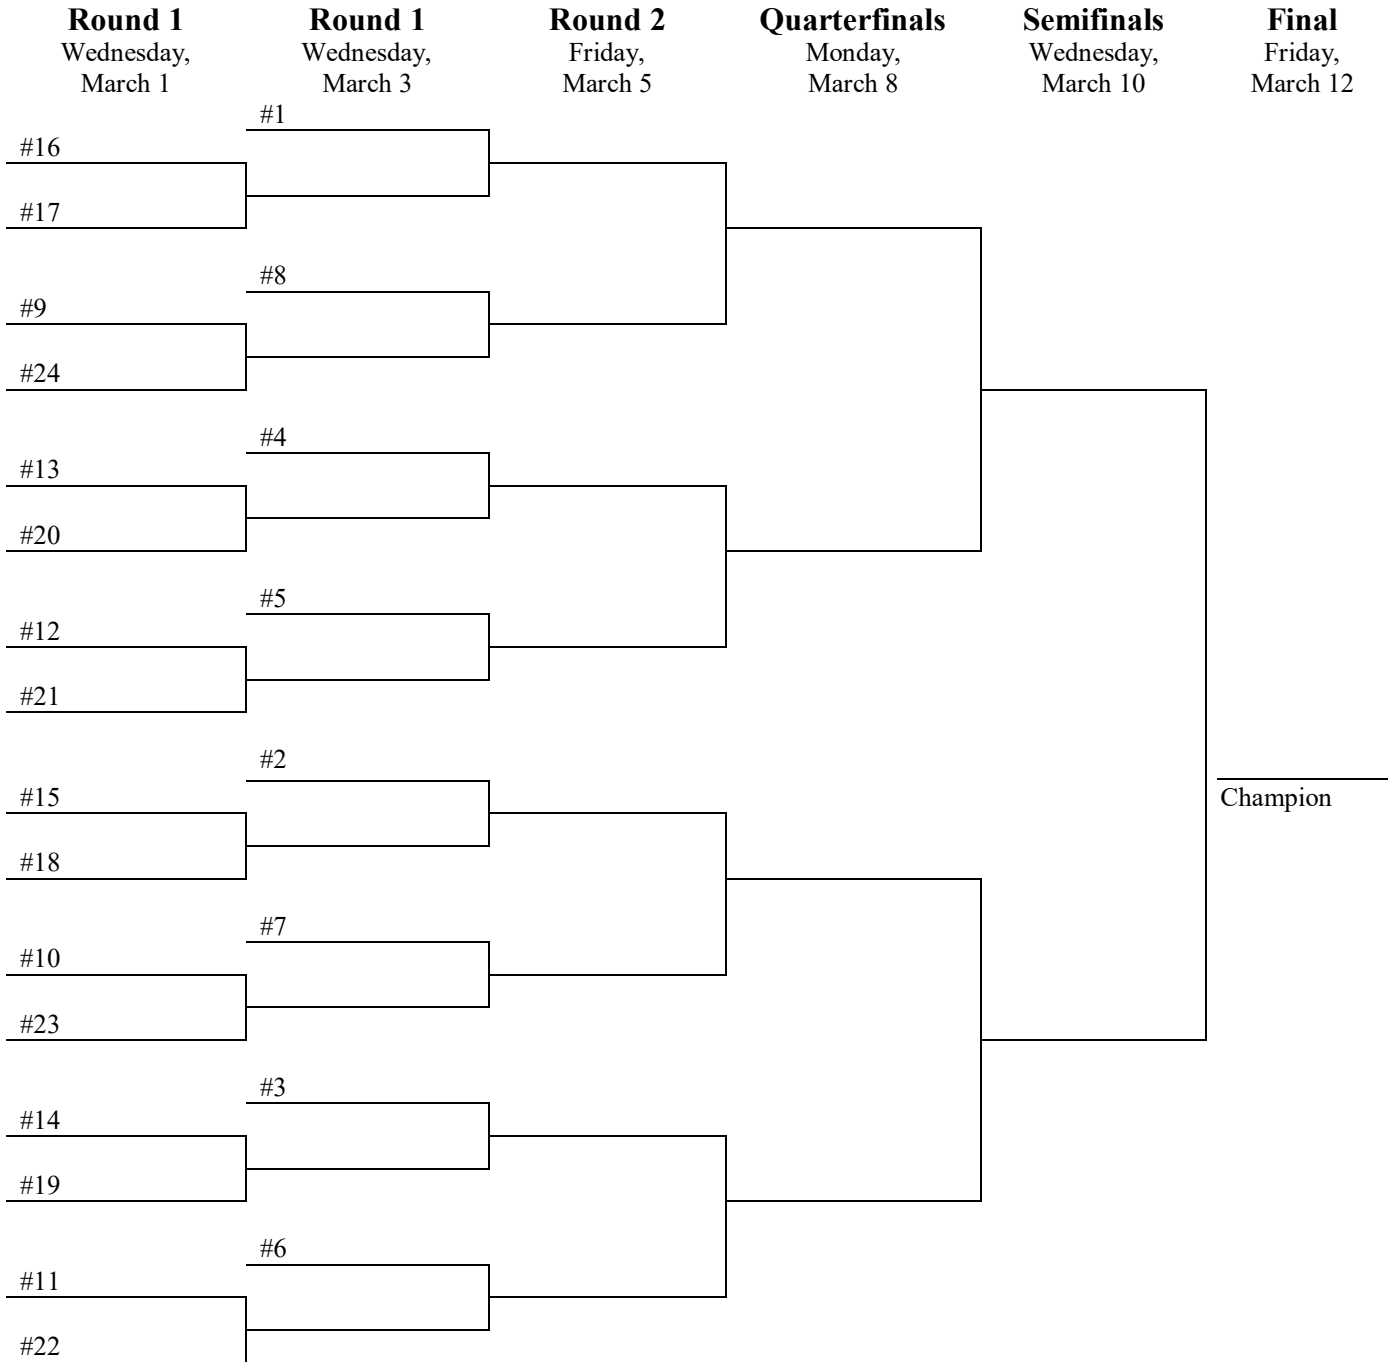 Round 1
Wednesday,
March 1
Round 1
Wednesday,
March 3
Round 2
Friday,
March 5
Quarterfinals
Monday,
March 8
Semifinals
Wednesday,
March 10
Final
Friday,
March 12
#1
#16
#17
#8
#9
#24
#4
#13
#20
#5
#12
#21
#2
#15
#18
#7
#10
#23
#3
#14
#19
#6
#11
#22
Champion